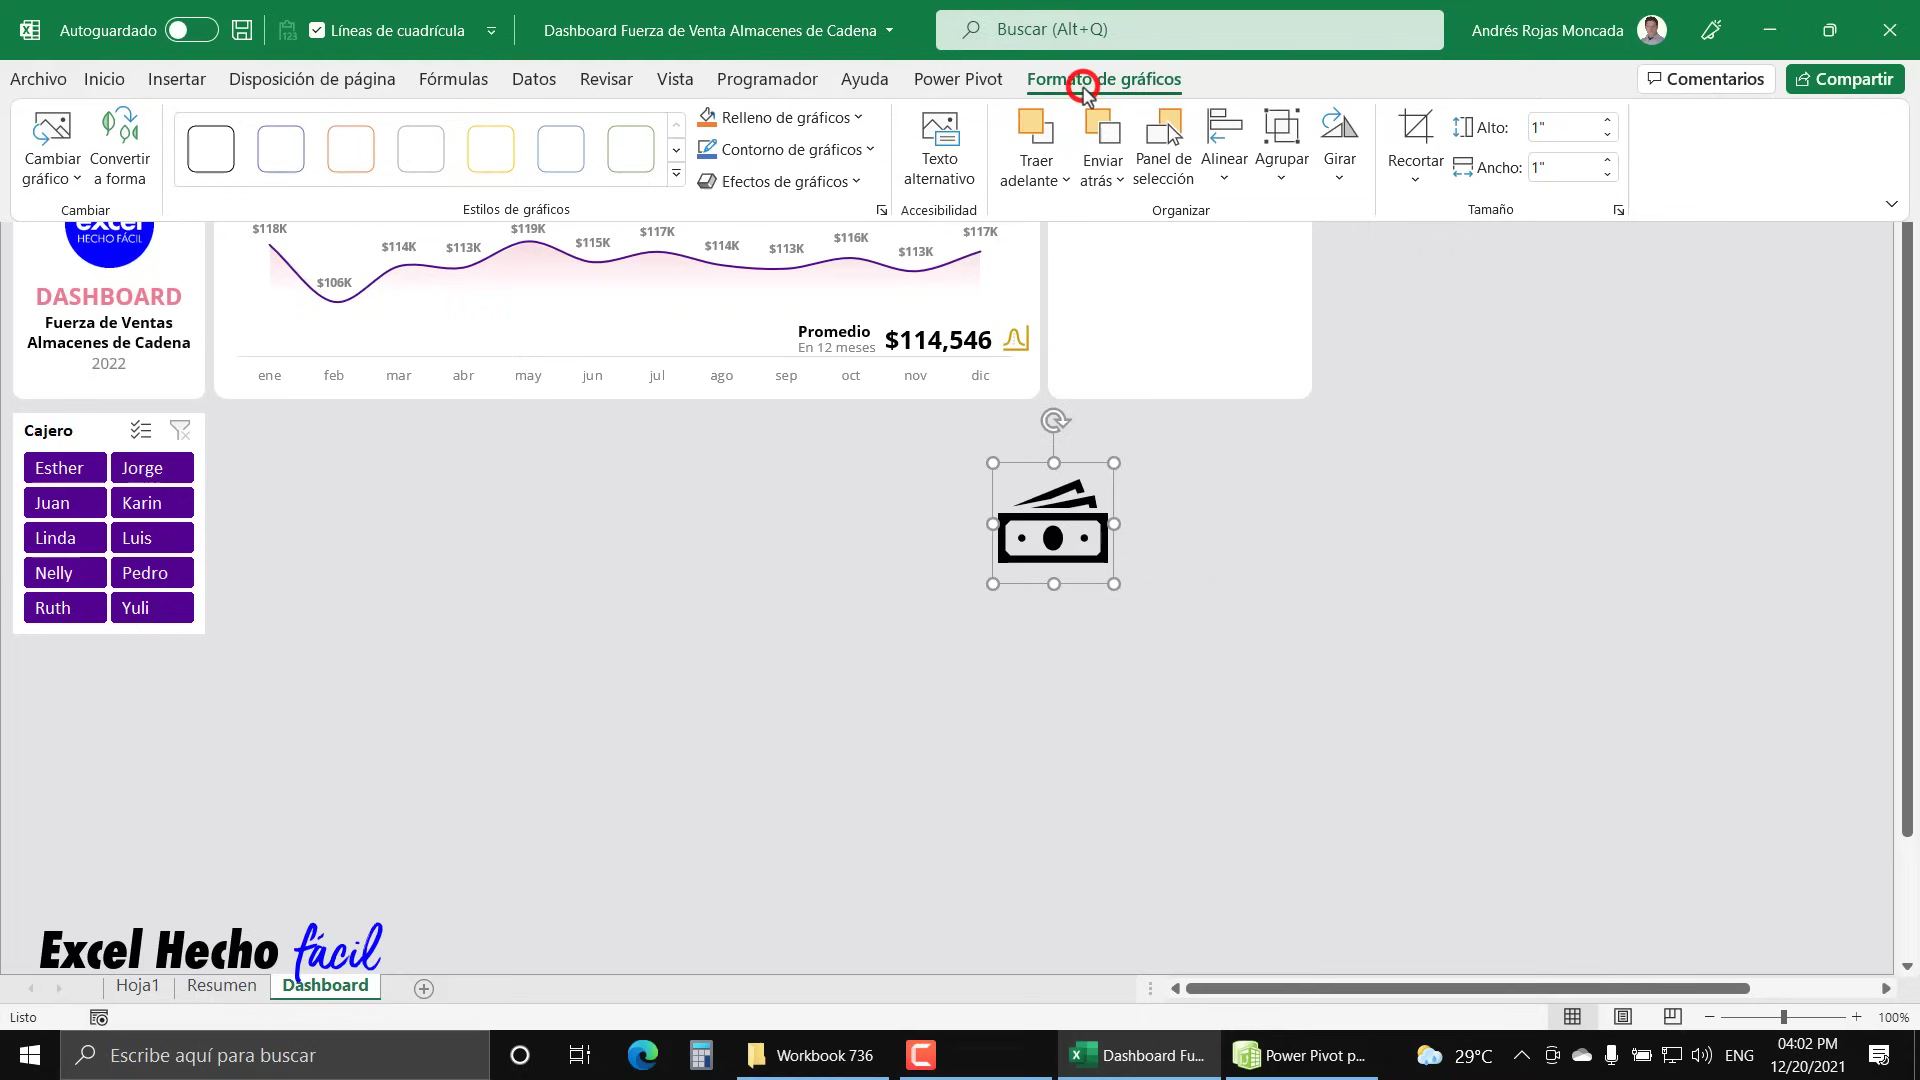 Autoguardado
Líneas de cuadrícula
Dashboard Fuerza de Venta Almacenes de Cadena
Buscar (Alt+Q)
Andrés Rojas Moncada
Archivo Inicio Insertar Disposición de página Fórmulas Datos Revisar Vista Programador Ayuda Power Pivot Formato de gráficos
Comentarios
Compartir
Cambiar gráfico
Convertir a forma
Cambiar
Estilos de gráficos
Relleno de gráficos
Contorno de gráficos
Efectos de gráficos
Texto alternativo
Accesibilidad
Traer adelante
Enviar atrás
Panel de selección
Alinear
Agrupar
Girar
Organizar
Recortar
Alto: 1"
Ancho: 1"
Tamaño
excel
HECHO FÁCIL
DASHBOARD
Fuerza de Ventas
Almacenes de Cadena
2022
$118K $106K $114K $113K $119K $115K $117K $114K $113K $116K $113K $117K
Promedio
En 12 meses
$114,546
ene feb mar abr may jun jul ago sep oct nov dic
Cajero
Esther Jorge
Juan Karin
Linda Luis
Nelly Pedro
Ruth Yuli
Excel Hecho fácil
Hoja1 Resumen Dashboard
Listo
100%
Escribe aquí para buscar
Workbook 736
Dashboard Fu...
Power Pivot p...
29°C
ENG
04:02 PM
12/20/2021